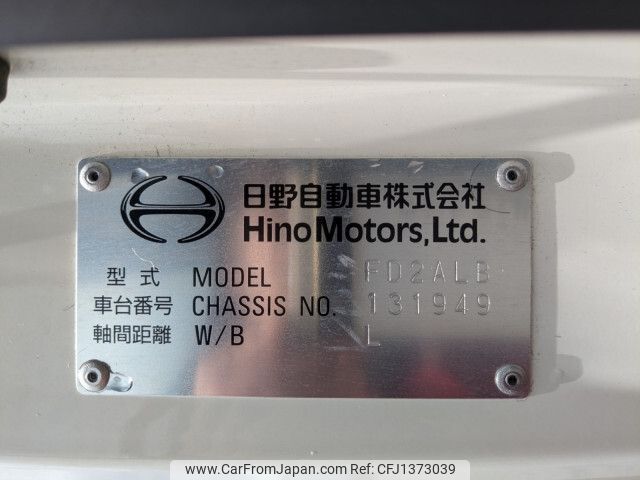 日野自動車株式会社
Hino Motors, Ltd.
型式 MODEL FD2ALB
車台番号 CHASSIS NO. 131949
軸間距離 W/B L
www.CarFromJapan.com | CFJ1373039